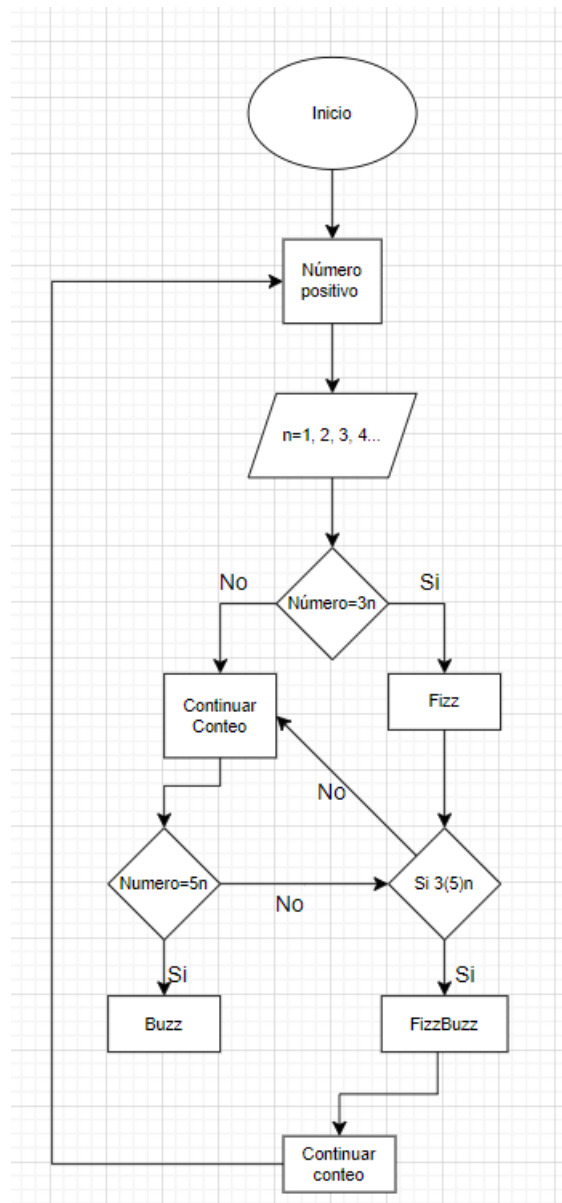 Inicio
Número
positivo
n=1, 2, 3, 4...
No
Si
Número=3n
Continuar
Conteo
Fizz
No
Numero=5n
No
Si 3(5)n
Si
Si
Buzz
FizzBuzz
Continuar
conteo